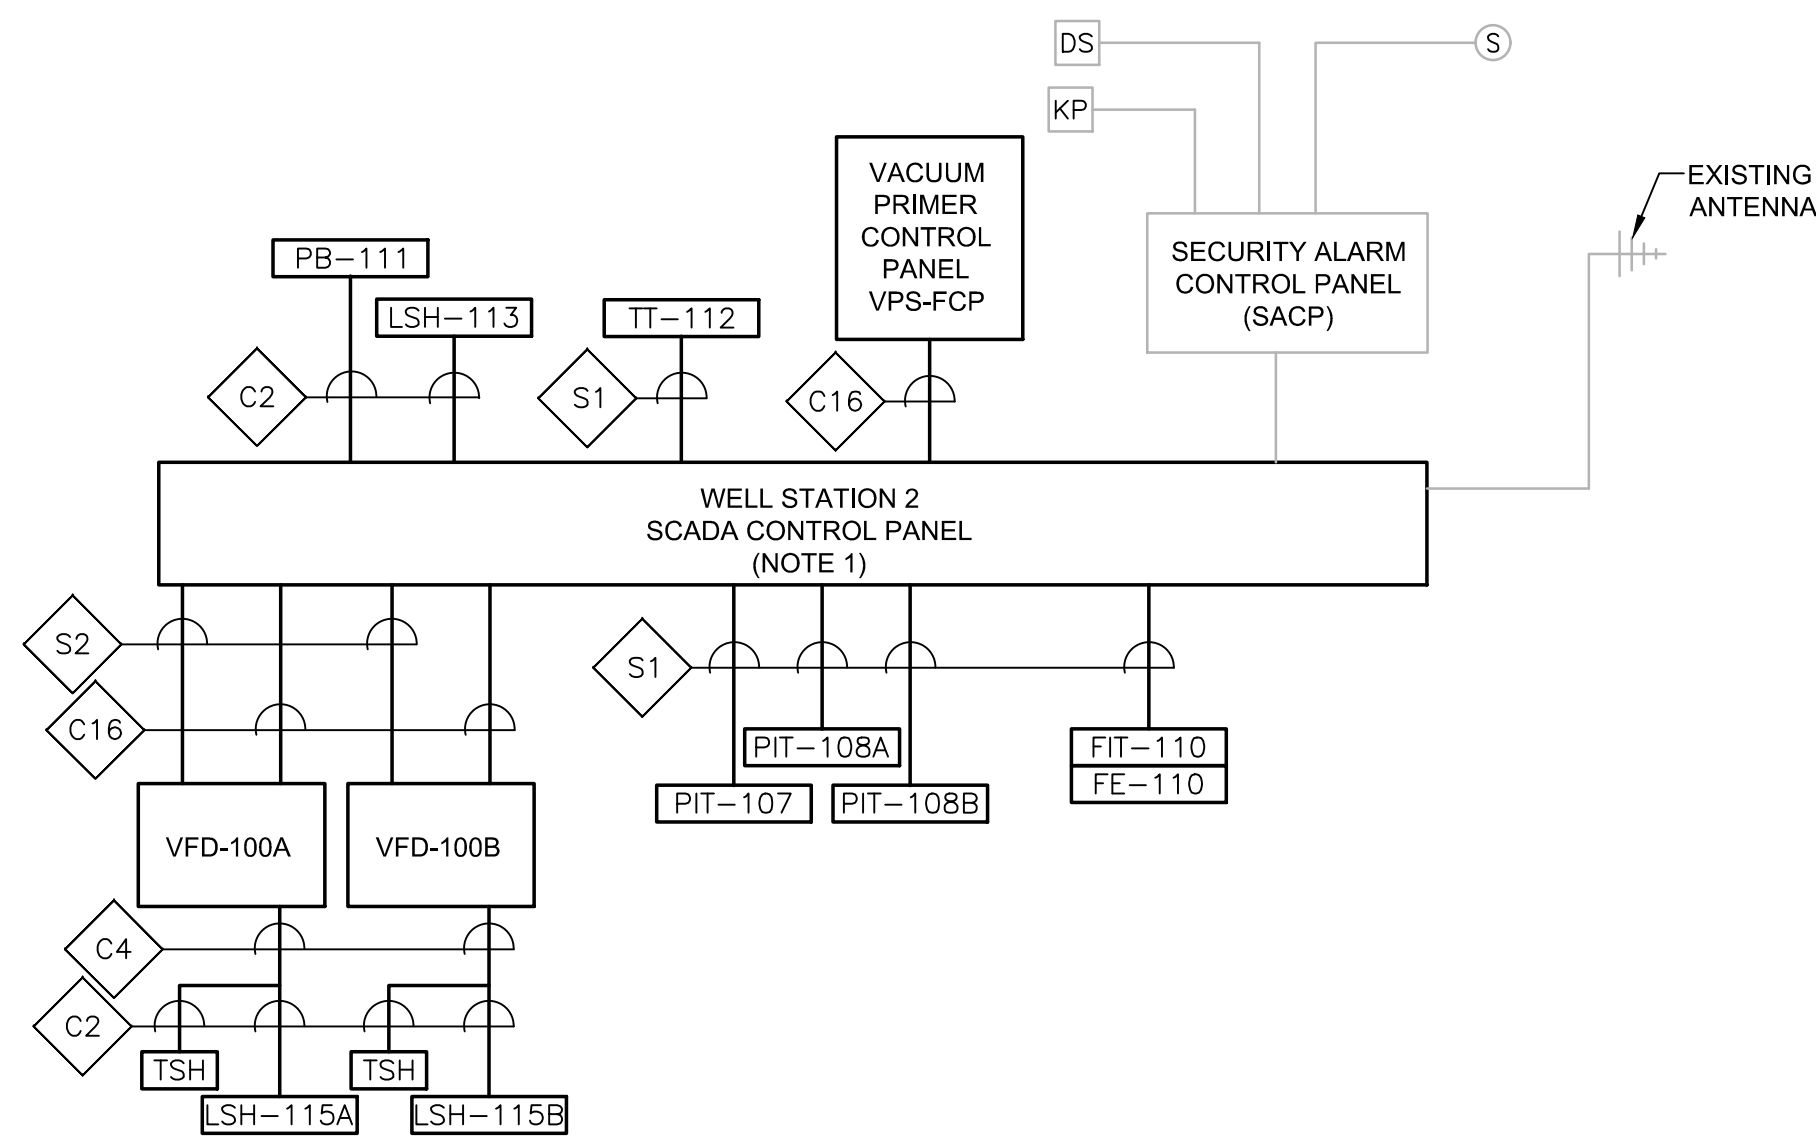 DS
S
KP
VACUUM
PRIMER
CONTROL
PANEL
VPS-FCP
EXISTING
ANTENNA
SECURITY ALARM
CONTROL PANEL
(SACP)
PB-111
LSH-113
TT-112
C2
S1
C16
WELL STATION 2
SCADA CONTROL PANEL
(NOTE 1)
S2
S1
C16
PIT-108A
FIT-110
FE-110
PIT-107
PIT-108B
VFD-100A
VFD-100B
C4
C2
TSH
TSH
LSH-115A
LSH-115B